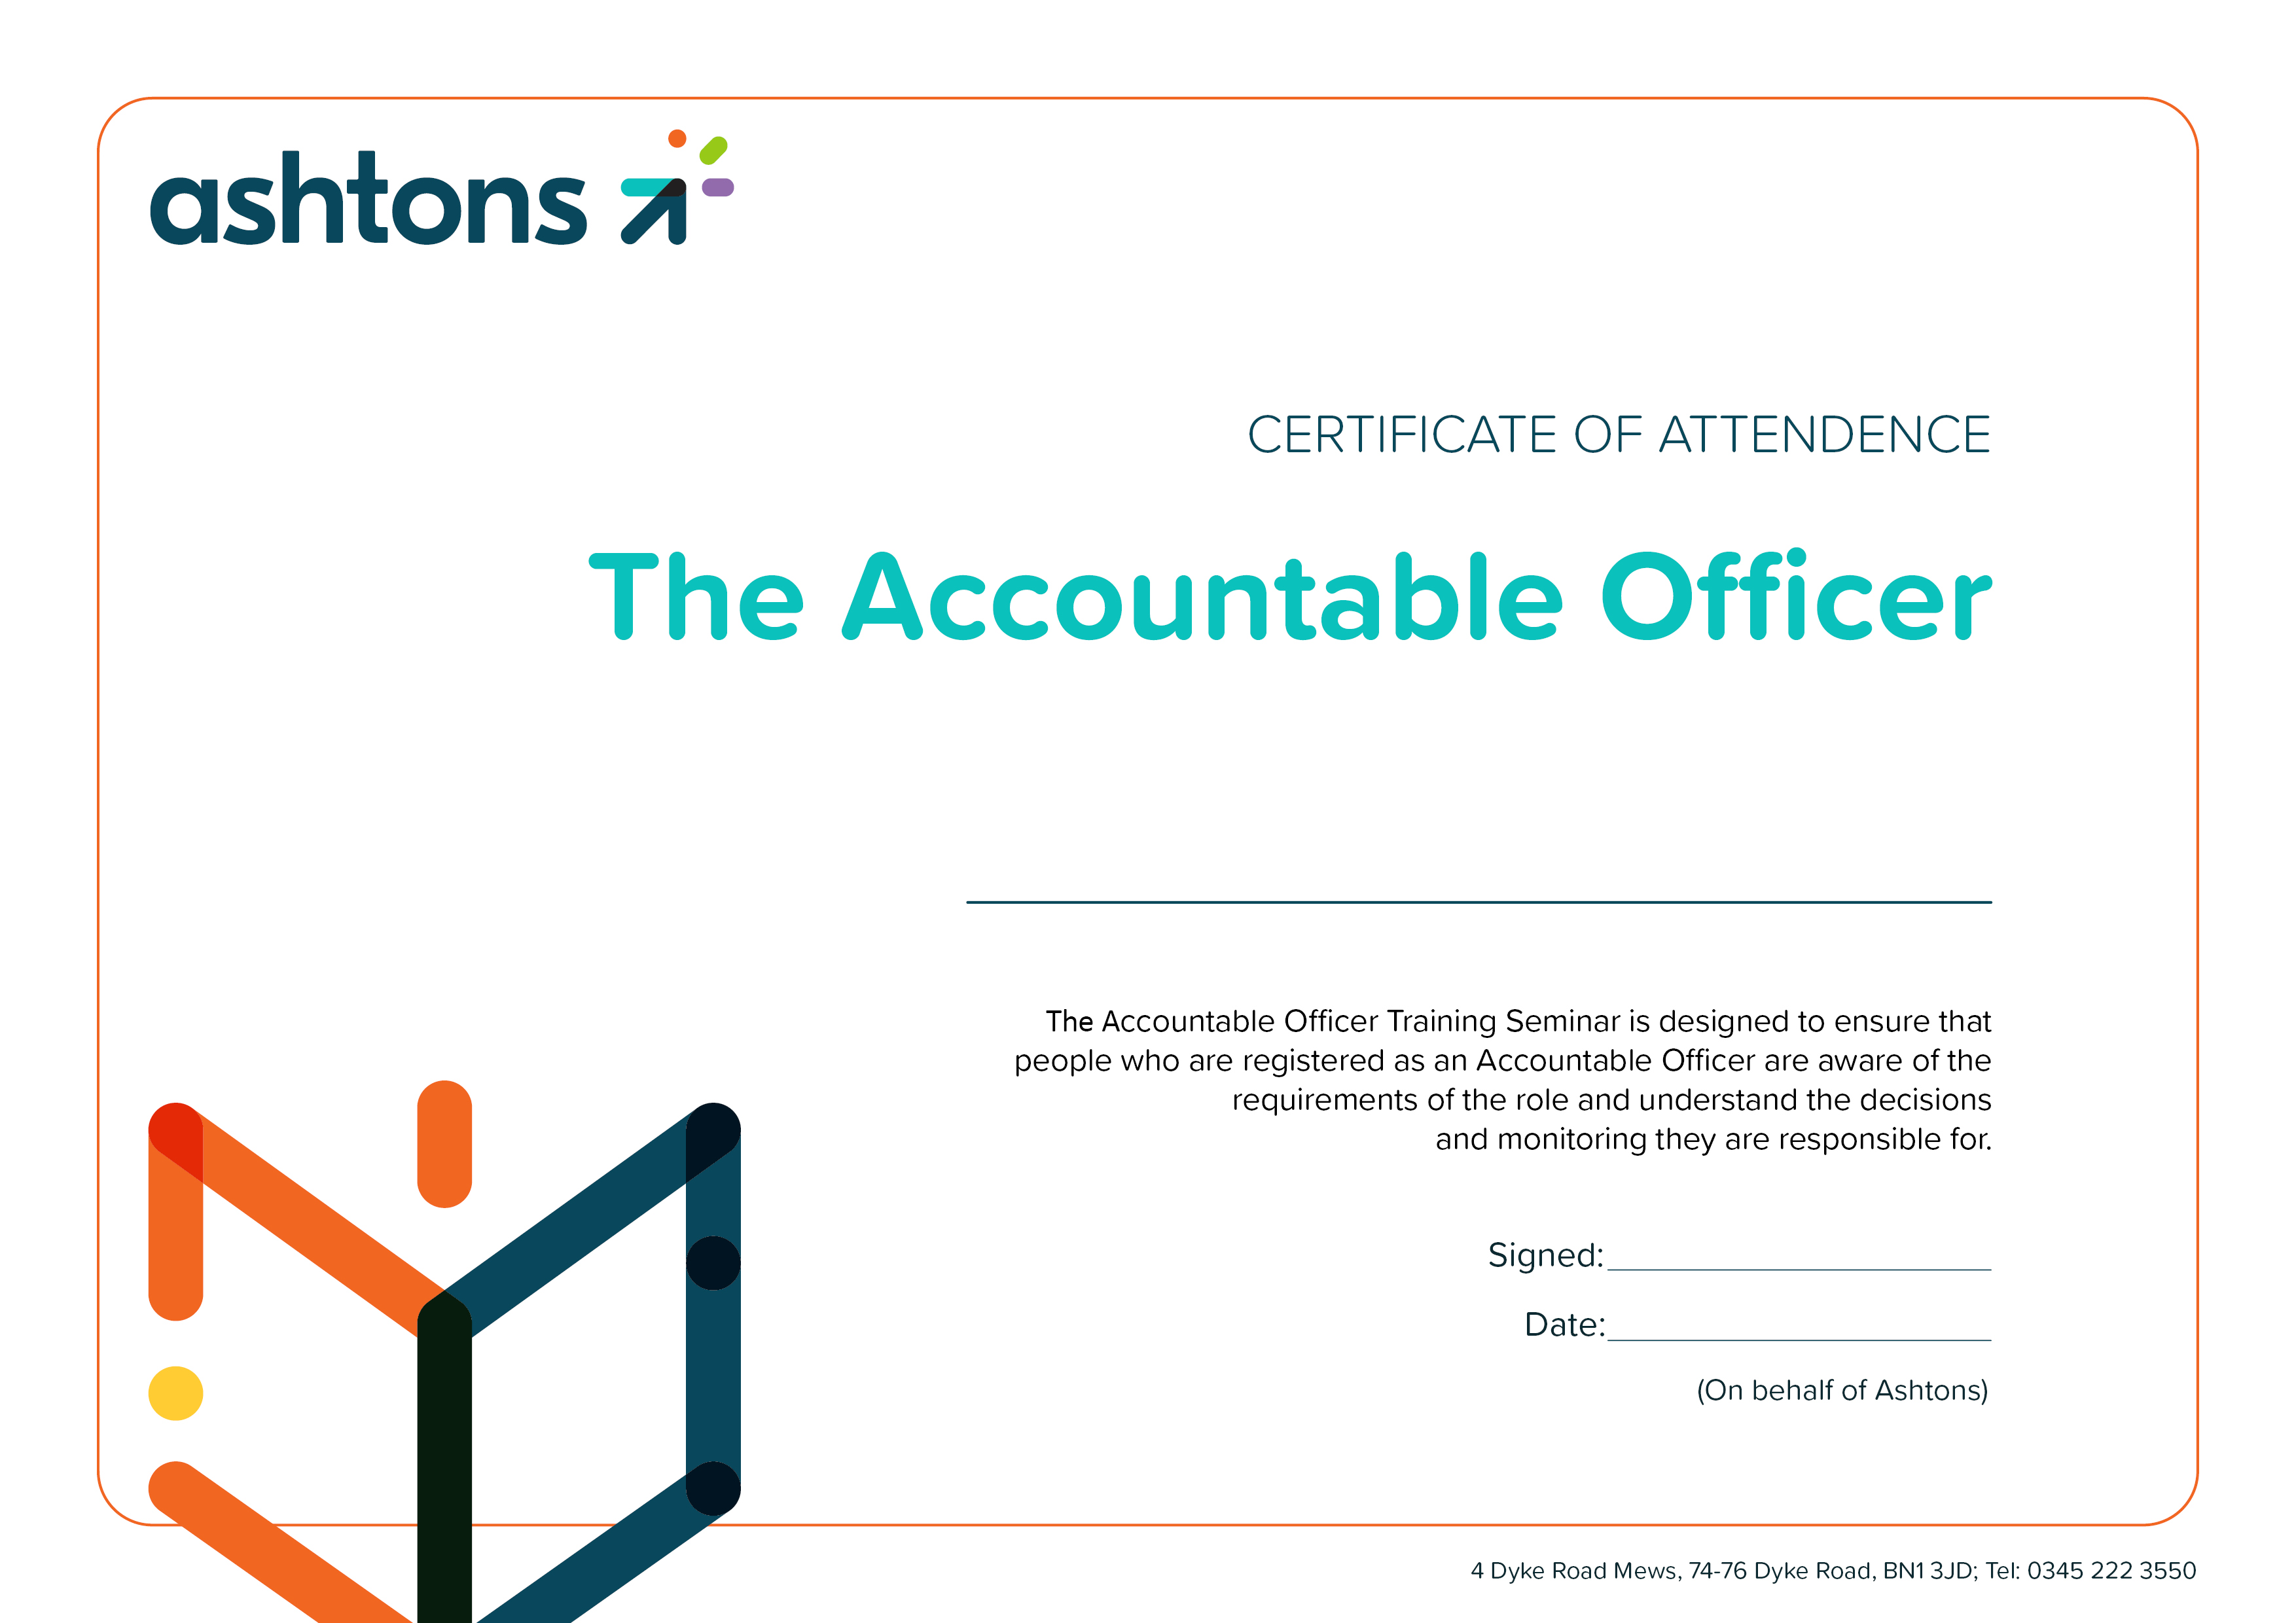 ashtons
CERTIFICATE OF ATTENDENCE
The Accountable Officer
The Accountable Officer Training Seminar is designed to ensure that
people who are registered as an Accountable Officer are aware of the
requirements of the role and understand the decisions
and monitoring they are responsible for.
Signed:
Date:
(On behalf of Ashtons)
4 Dyke Road Mews, 74-76 Dyke Road, BN1 3JD; Tel: 0345 222 3550